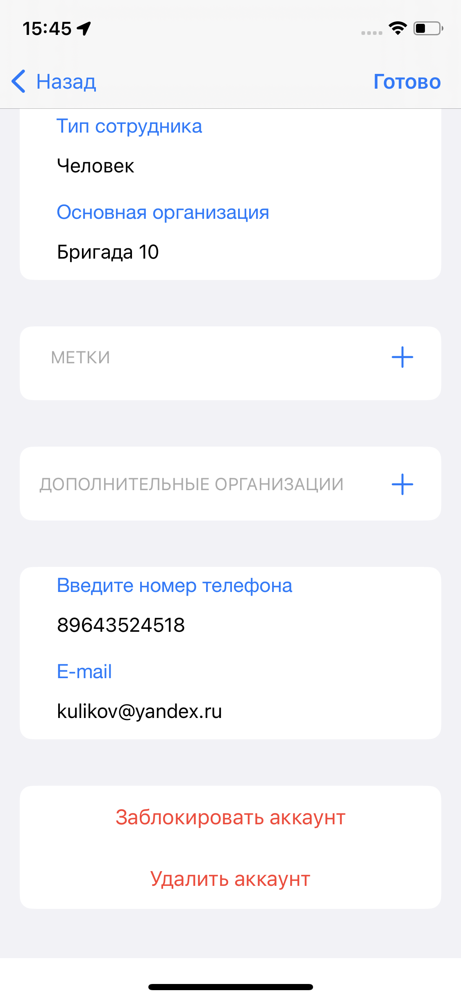 15:45
Назад
Готово
Тип сотрудника
Человек
Основная организация
Бригада 10
МЕТКИ
ДОПОЛНИТЕЛЬНЫЕ ОРГАНИЗАЦИИ
Введите номер телефона
89643524518
E-mail
kulikov@yandex.ru
Заблокировать аккаунт
Удалить аккаунт